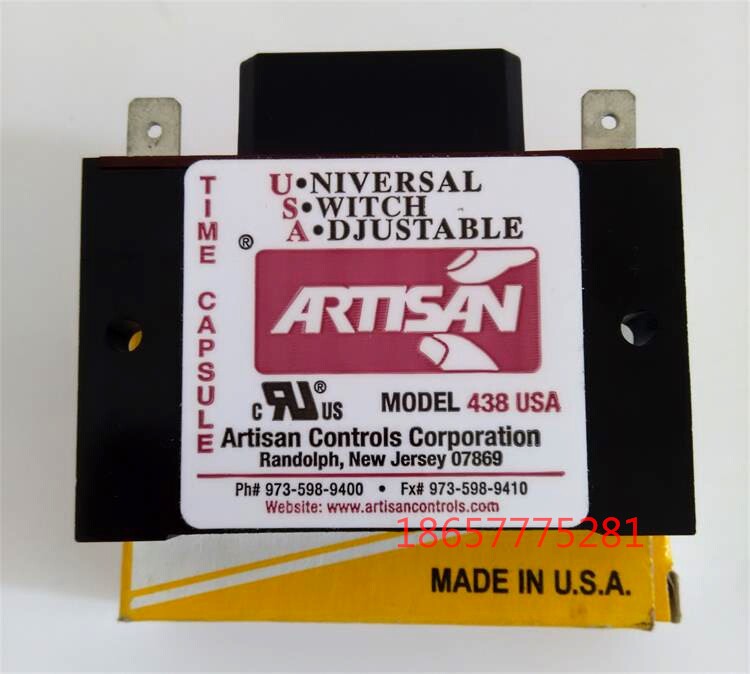 TIME CAPSULE
U•NIVERSAL
S•WITCH
A•DJUSTABLE
®
ARTISAN
c RU ® US
MODEL 438 USA
Artisan Controls Corporation
Randolph, New Jersey 07869
Ph# 973-598-9400 • Fx# 973-598-9410
Website: www.artisancontrols.com
18657775281
MADE IN U.S.A.